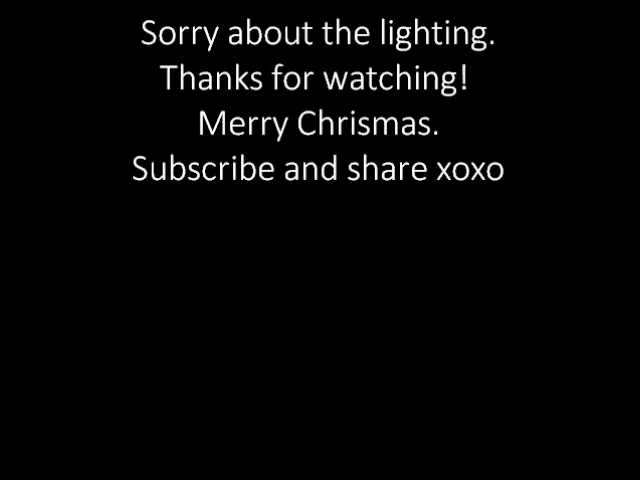 Sorry about the lighting.
Thanks for watching!
Merry Chrismas.
Subscribe and share xoxo